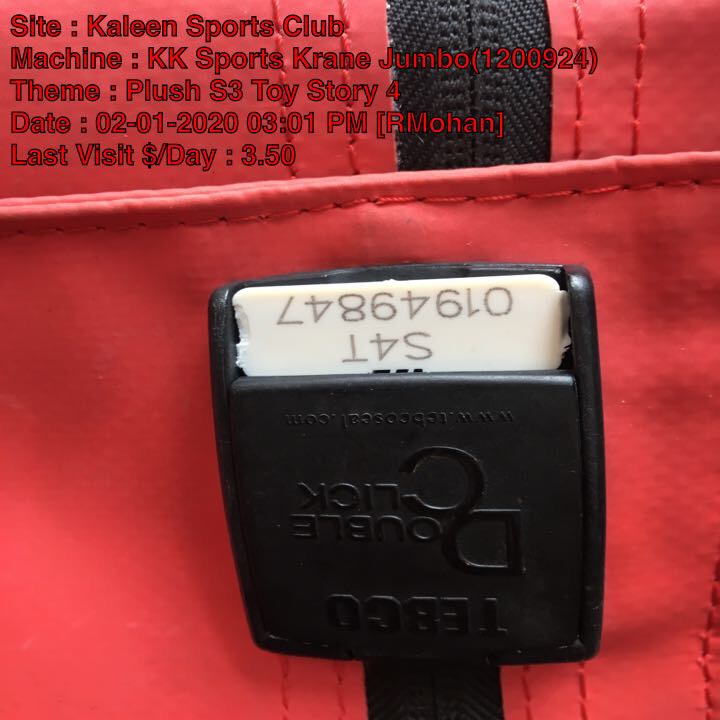 Site : Kaleen Sports Club
Machine : KK Sports Krane Jumbo(1200924)
Theme : Plush S3 Toy Story 4
Date : 02-01-2020 03:01 PM [RMohan]
Last Visit $/Day : 3.50
TEBCO
DOUBLE
CLICK
www.tebcoseal.com
S4T
01949847